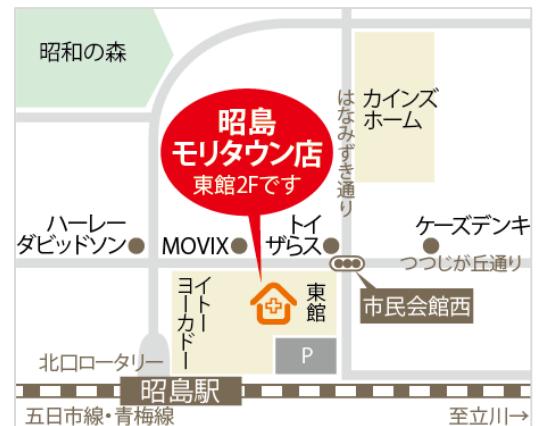 昭和の森
カインズ
ホーム
はなみずき通り
昭島
モリタウン店
東館2Fです
ハーレー
ダビッドソン
MOVIX
トイ
ザらス
ケーズデンキ
つつじが丘通り
市民会館西
イトー
ヨーカドー
東館
P
北口ロータリー
昭島駅
五日市線・青梅線
至立川→